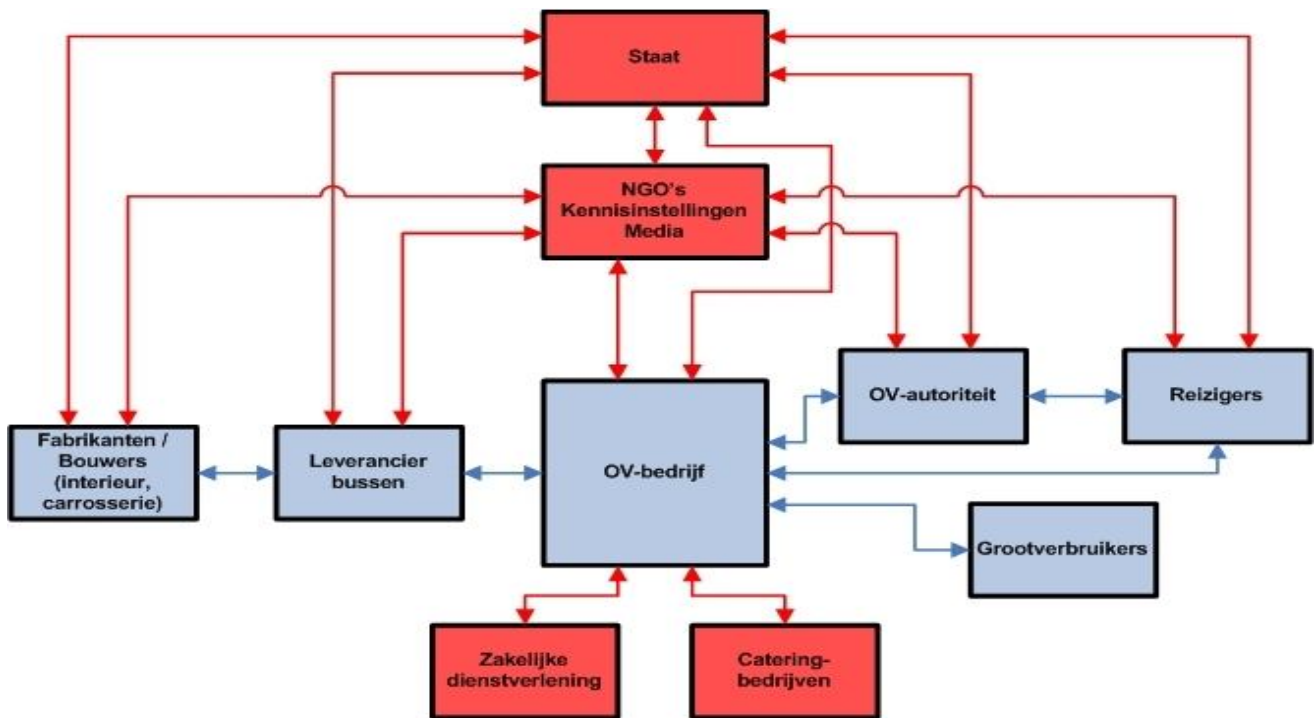 Staat
NGO's
Kennisinstellingen
Media
OV-autoriteit
Reizigers
Fabrikanten /
Bouwers
(interieur,
carrosserie)
Leverancier
bussen
OV-bedrijf
Grootverbruikers
Zakelijke
dienstverlening
Catering-
bedrijven